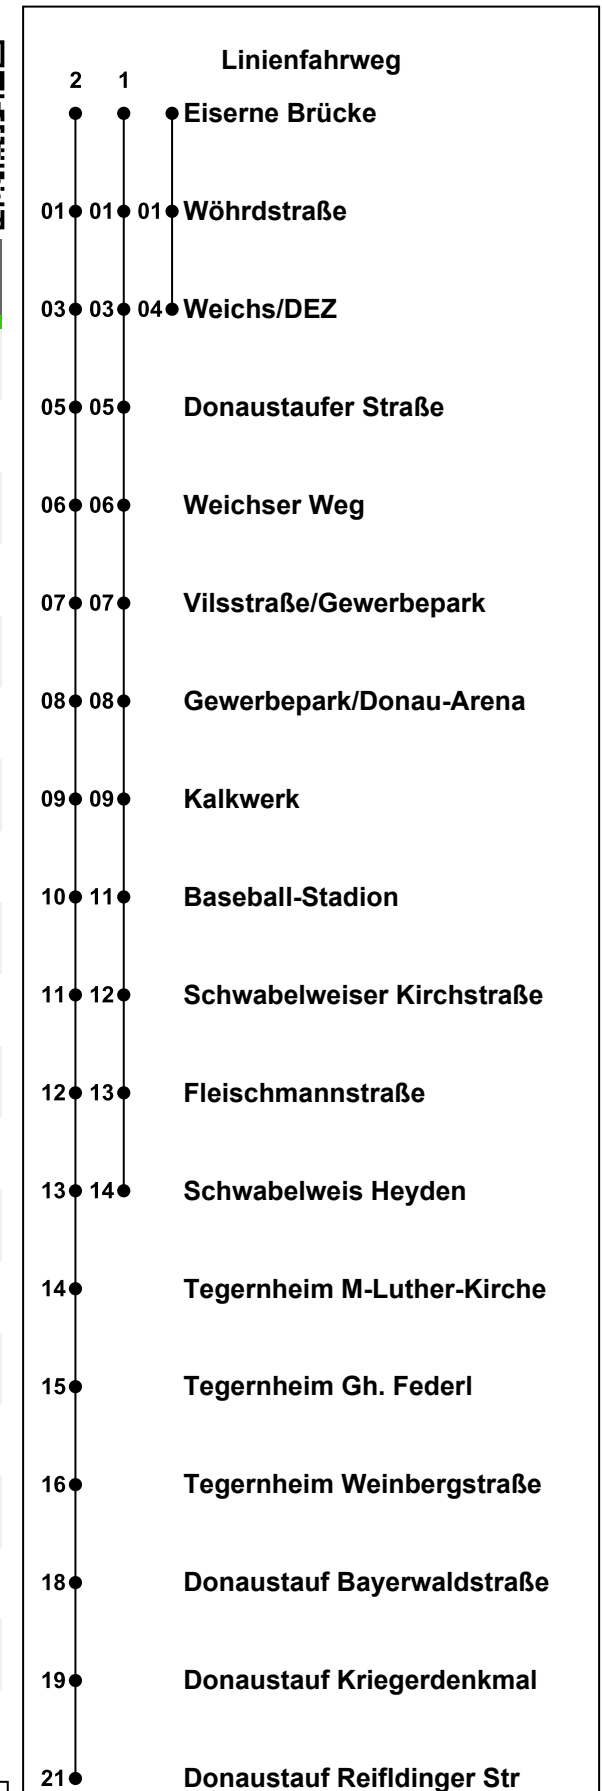 Linienfahrweg
2 1
Eiserne Brücke
01 01 01 Wöhrdstraße
03 03 04 Weichs/DEZ
05 05 Donaustaufer Straße
06 06 Weichser Weg
07 07 Vilsstraße/Gewerbepark
08 08 Gewerbepark/Donau-Arena
09 09 Kalkwerk
10 11 Baseball-Stadion
11 12 Schwabelweiser Kirchstraße
12 13 Fleischmannstraße
13 14 Schwabelweis Heyden
14 Tegernheim M-Luther-Kirche
15 Tegernheim Gh. Federl
16 Tegernheim Weinbergstraße
18 Donaustauf Bayerwaldstraße
19 Donaustauf Kriegerdenkmal
21 Donaustauf Reifldinger Str